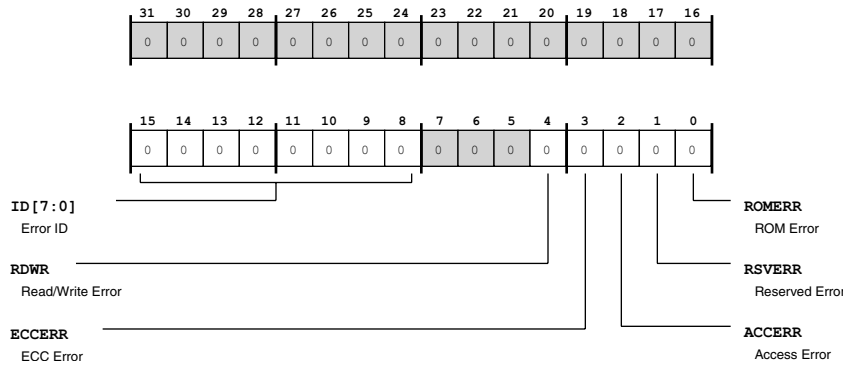 31 30 29 28 27 26 25 24 23 22 21 20 19 18 17 16
0 0 0 0 0 0 0 0 0 0 0 0 0 0 0 0
15 14 13 12 11 10 9 8 7 6 5 4 3 2 1 0
0 0 0 0 0 0 0 0 0 0 0 0 0 0 0 0
ID[7:0]
Error ID
RDWR
Read/Write Error
ECCERR
ECC Error
ROMERR
ROM Error
RSVERR
Reserved Error
ACCERR
Access Error